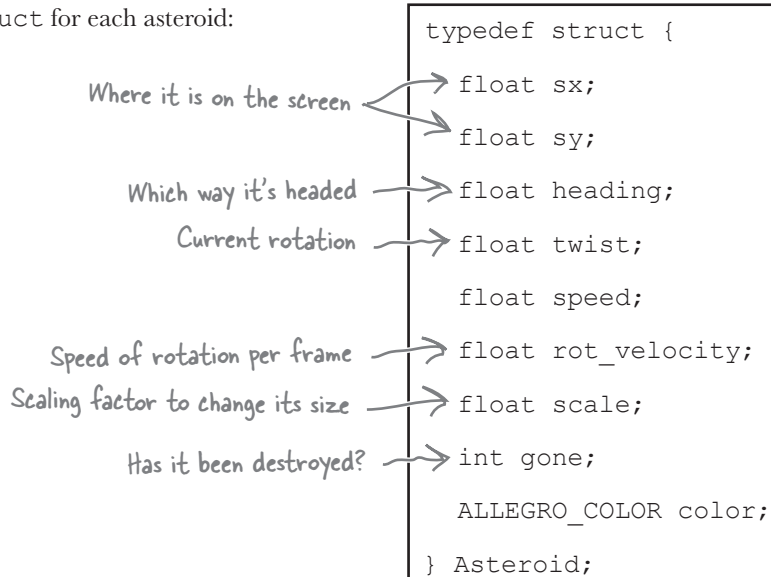 uct for each asteroid:
typedef struct {
Where it is on the screen
float sx;
float sy;
Which way it's headed
float heading;
Current rotation
float twist;
float speed;
Speed of rotation per frame
float rot_velocity;
Scaling factor to change its size
float scale;
Has it been destroyed?
int gone;
ALLEGRO_COLOR color;
} Asteroid;